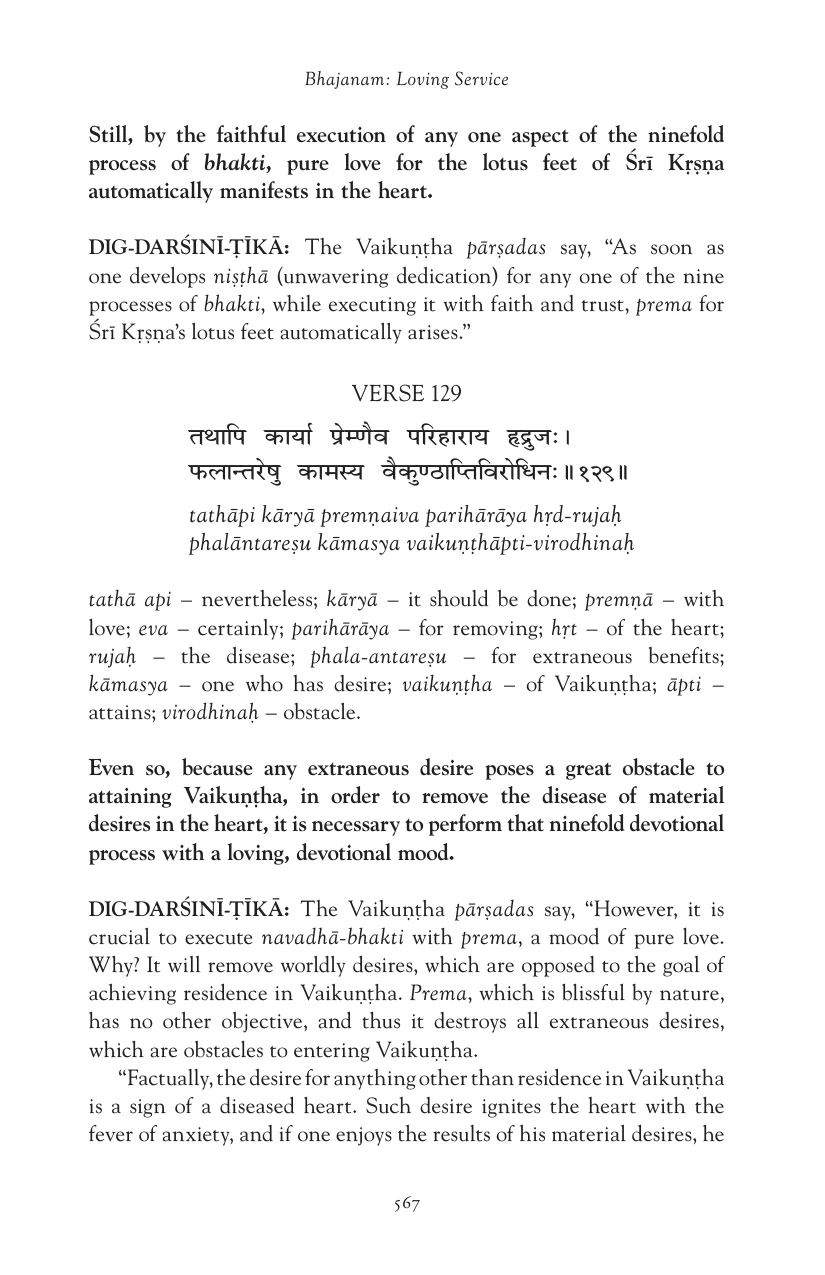 Bhajanam: Loving Service
Still, by the faithful execution of any one aspect of the ninefold
process of bhakti, pure love for the lotus feet of Śrī Kṛṣṇa
automatically manifests in the heart.
DIG-DARŚINĪ-ṬĪKĀ: The Vaikuṇṭha pārṣadas say, “As soon as
one develops niṣṭhā (unwavering dedication) for any one of the nine
processes of bhakti, while executing it with faith and trust, prema for
Śrī Kṛṣṇa’s lotus feet automatically arises.”
VERSE 129
तथापि कार्या प्रेम्णैव परिहाराय हृद्रुजः।
फलान्तरेषु कामस्य वैकुण्ठाप्तिविरोधिनः॥१२९॥
tathāpi kāryā premṇaiva parihārāya hṛd-rujaḥ
phalāntareṣu kāmasya vaikuṇṭhāpti-virodhinaḥ
tathā api – nevertheless; kāryā – it should be done; premṇā – with
love; eva – certainly; parihārāya – for removing; hṛt – of the heart;
rujaḥ – the disease; phala-antareṣu – for extraneous benefits;
kāmasya – one who has desire; vaikuṇṭha – of Vaikuṇṭha; āpti –
attains; virodhinaḥ – obstacle.
Even so, because any extraneous desire poses a great obstacle to
attaining Vaikuṇṭha, in order to remove the disease of material
desires in the heart, it is necessary to perform that ninefold devotional
process with a loving, devotional mood.
DIG-DARŚINĪ-ṬĪKĀ: The Vaikuṇṭha pārṣadas say, “However, it is
crucial to execute navadhā-bhakti with prema, a mood of pure love.
Why? It will remove worldly desires, which are opposed to the goal of
achieving residence in Vaikuṇṭha. Prema, which is blissful by nature,
has no other objective, and thus it destroys all extraneous desires,
which are obstacles to entering Vaikuṇṭha.
“Factually, the desire for anything other than residence in Vaikuṇṭha
is a sign of a diseased heart. Such desire ignites the heart with the
fever of anxiety, and if one enjoys the results of his material desires, he
567